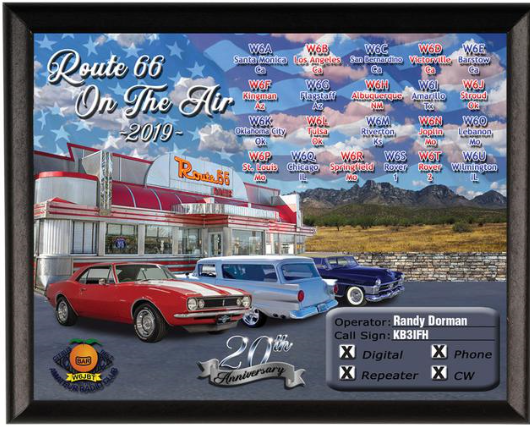 Route 66
On The Air
~2019~
W6A W6B W6C W6D W6E
Santa Monica Los Angeles San Bernardino Victorville Barstow
Ca Ca Ca Ca Ca
W6F W6G W6H W6I W6J
Kingman Flagstaff Albuquerque Amarillo Stroud
Az Az NM TX Ok
W6K W6L W6M W6N W6O
Oklahoma City Tulsa Riverton Joplin Lebanon
Ok Ok Ks Mo Mo
W6P W6Q W6R W6S W6T W6U
St. Louis Chicago Springfield Rover Rover Wilmington
Mo IL Mo 1 2 IL
Route 66
DINER
Operator: Randy Dorman
Call Sign: KB3IFH
X Digital X Phone
X Repeater X CW
20th
Anniversary
BAR
W6JBT